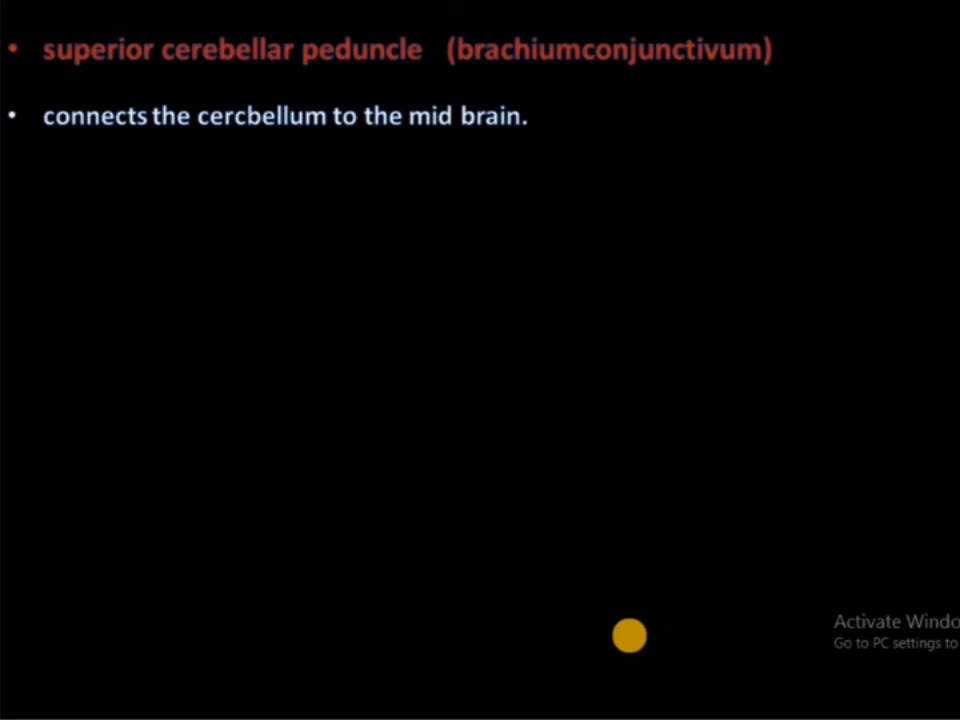 • superior cerebellar peduncle (brachiumconjunctivum)
• connects the cercbellum to the mid brain.
Activate Windo
Go to PC settings to